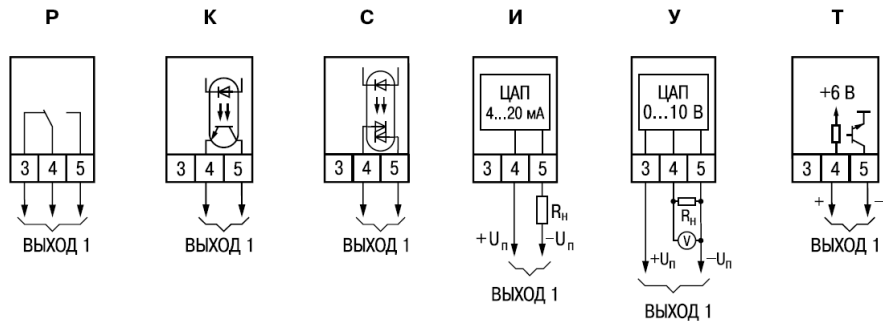 Р К С И У Т
ЦАП
4...20 мА
ЦАП
0...10 В
+6 В
3 4 5
3 4 5
3 4 5
3 4 5
3 4 5
3 4 5
Rн
Rн
V
+ –
+Uп –Uп
+Uп –Uп
ВЫХОД 1
ВЫХОД 1
ВЫХОД 1
ВЫХОД 1
ВЫХОД 1
ВЫХОД 1